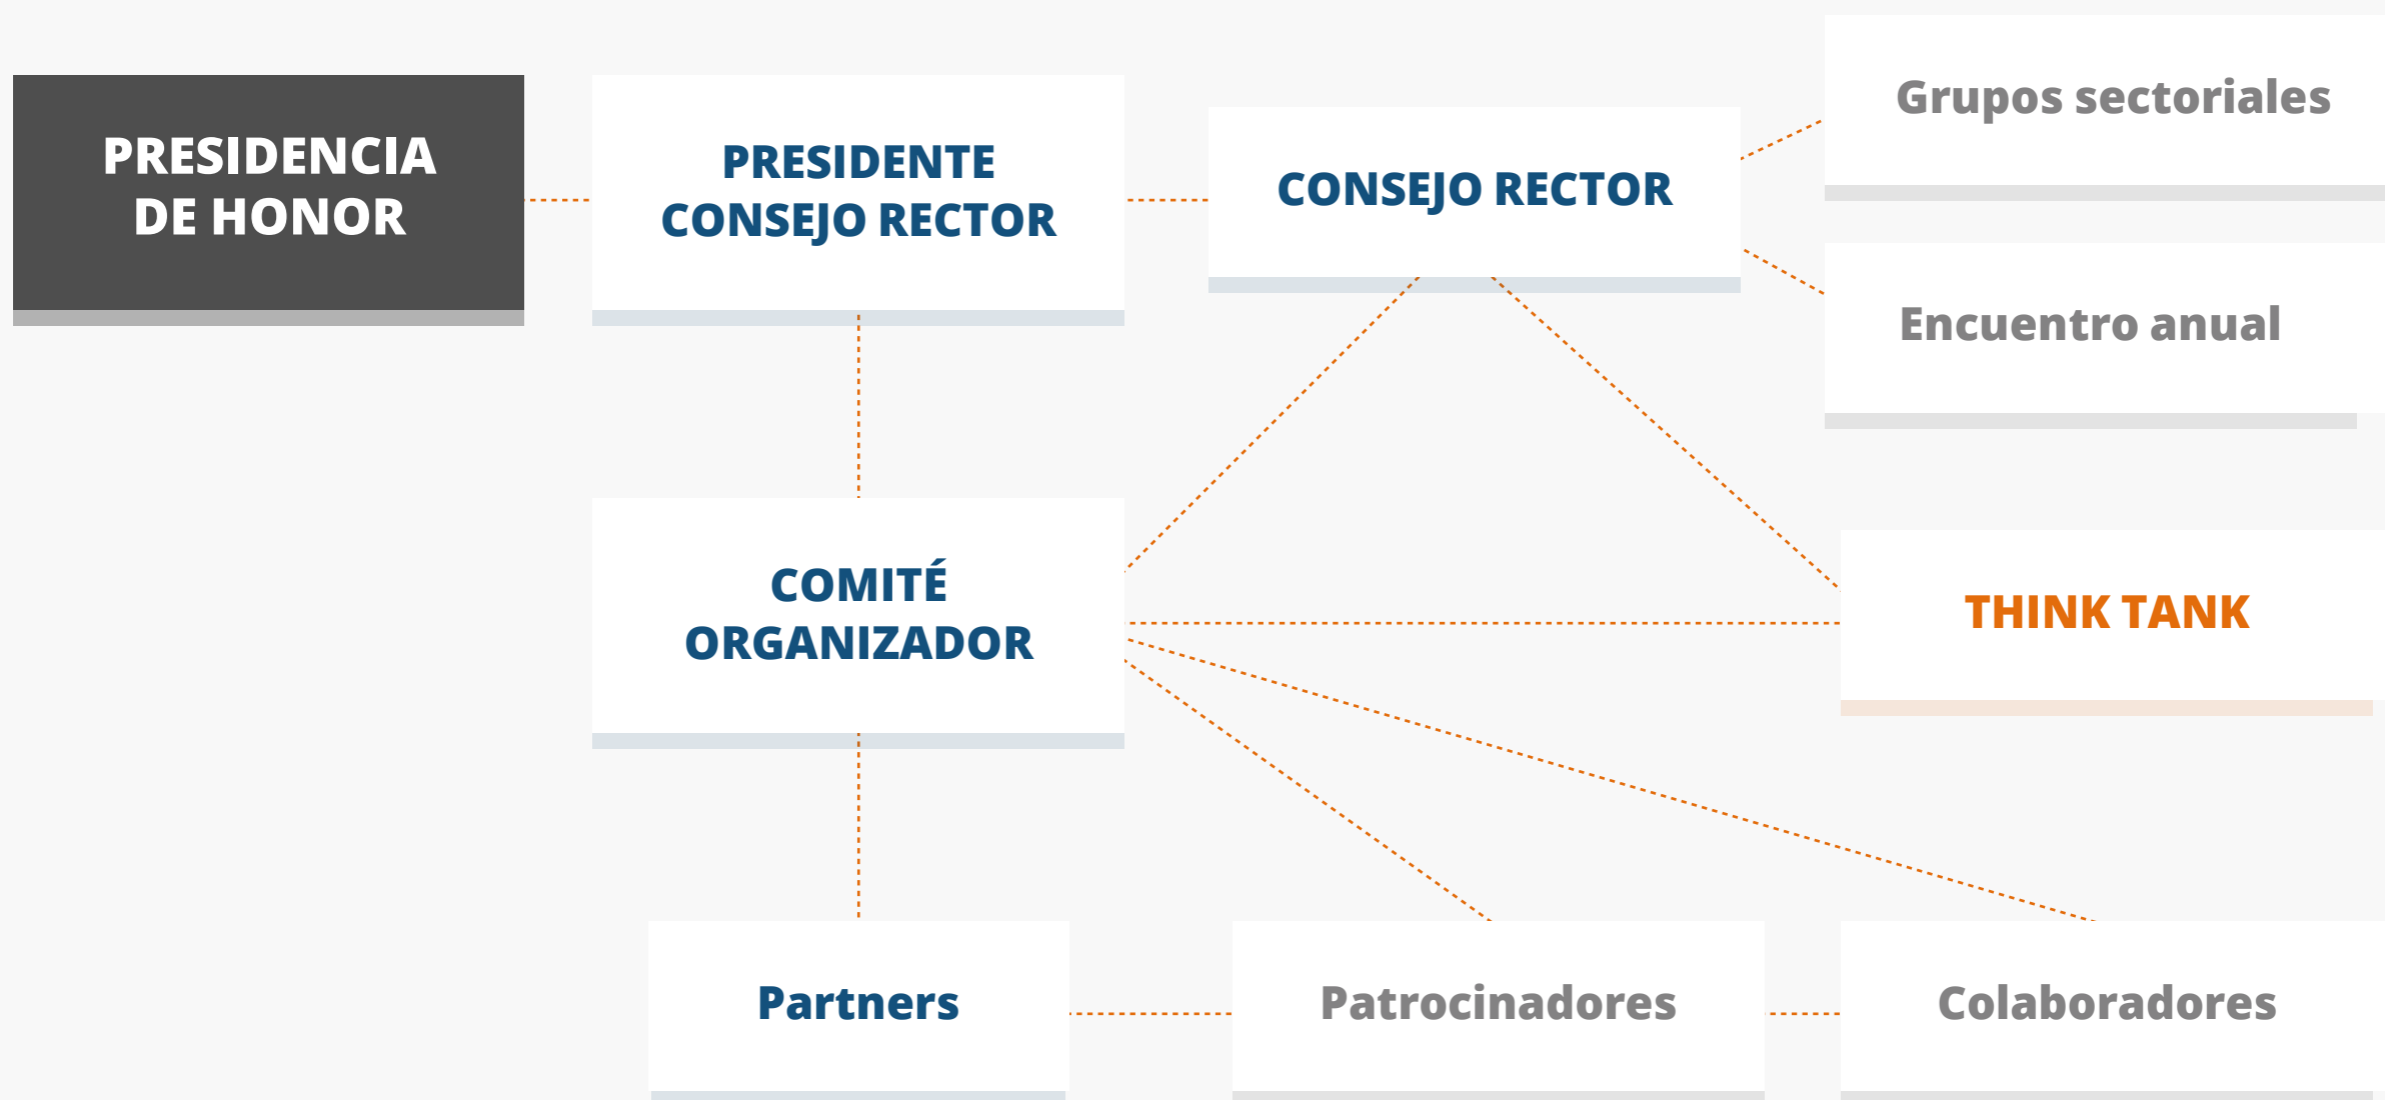 PRESIDENCIA
DE HONOR
PRESIDENTE
CONSEJO RECTOR
CONSEJO RECTOR
Grupos sectoriales
Encuentro anual
COMITÉ
ORGANIZADOR
THINK TANK
Partners
Patrocinadores
Colaboradores